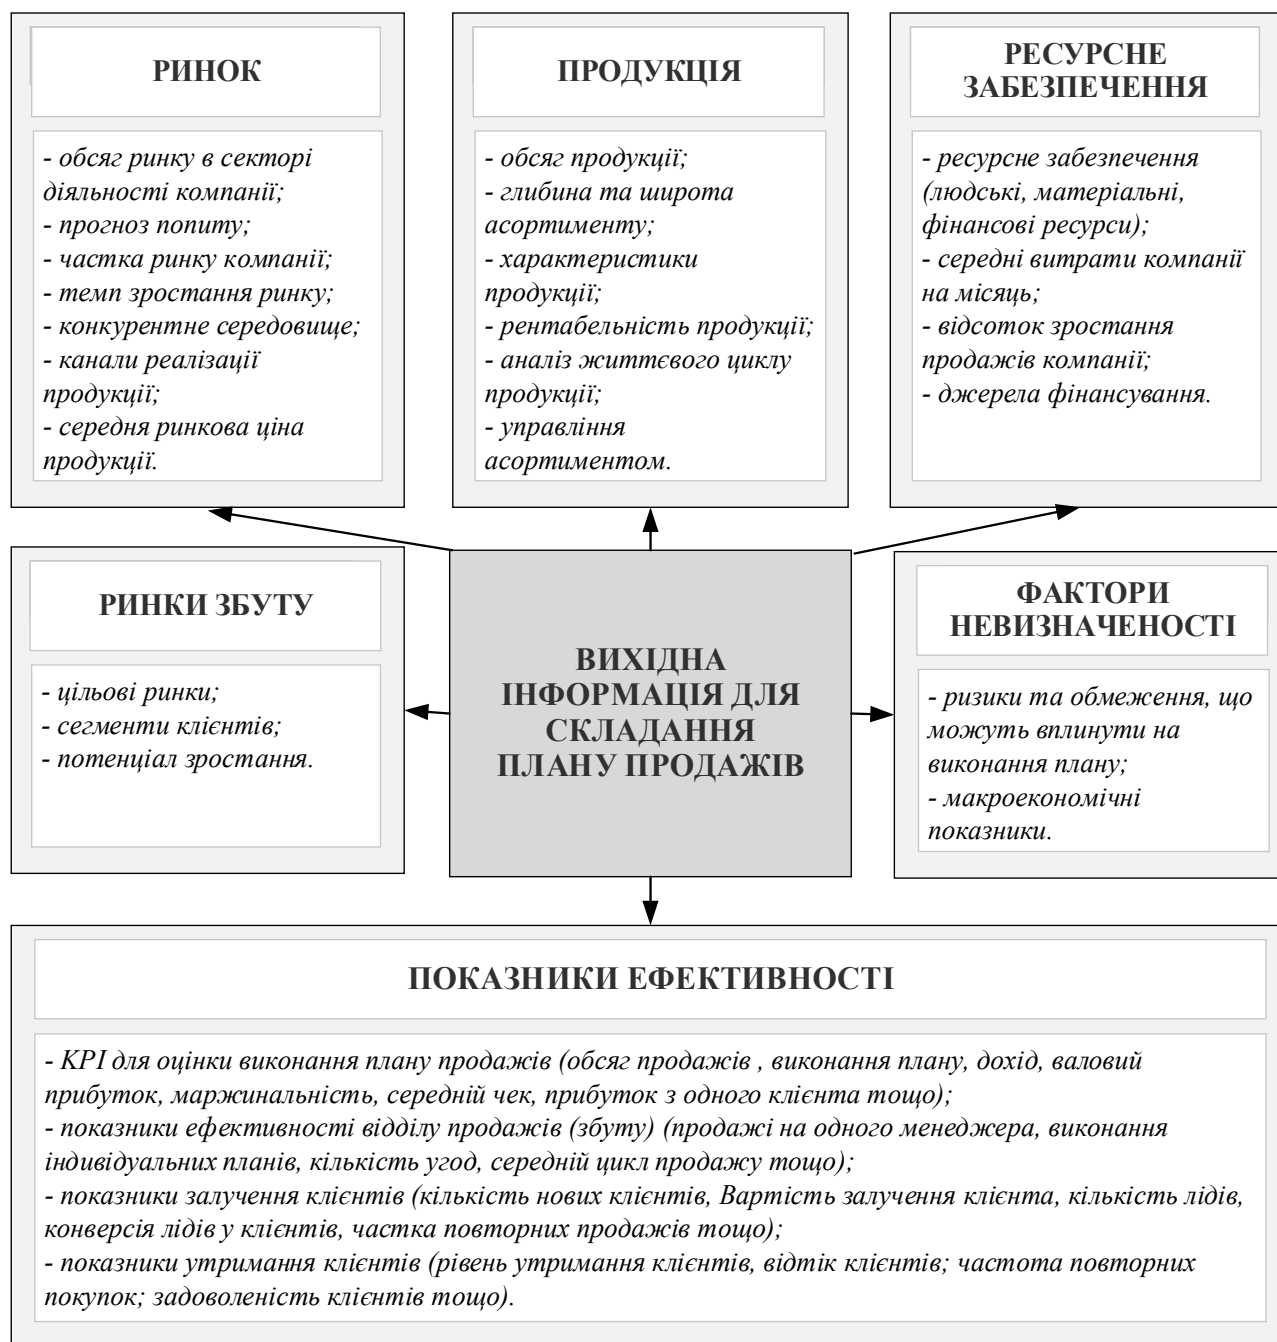 РИНОК
- обсяг ринку в секторі
діяльності компанії;
- прогноз попиту;
- частка ринку компанії;
- темп зростання ринку;
- конкурентне середовище;
- канали реалізації
продукції;
- середня ринкова ціна
продукції.
ПРОДУКЦІЯ
- обсяг продукції;
- глибина та широта
асортименту;
- характеристики
продукції;
- рентабельність продукції;
- аналіз життєвого циклу
продукції;
- управління
асортиментом.
РЕСУРСНЕ
ЗАБЕЗПЕЧЕННЯ
- ресурсне забезпечення
(людські, матеріальні,
фінансові ресурси);
- середні витрати компанії
на місяць;
- відсоток зростання
продажів компанії;
- джерела фінансування.
РИНКИ ЗБУТУ
- цільові ринки;
- сегменти клієнтів;
- потенціал зростання.
ВИХІДНА
ІНФОРМАЦІЯ ДЛЯ
СКЛАДАННЯ
ПЛАНУ ПРОДАЖІВ
ФАКТОРИ
НЕВИЗНАЧЕНОСТІ
- ризики та обмеження, що
можуть вплинути на
виконання плану;
- макроекономічні
показники.
ПОКАЗНИКИ ЕФЕКТИВНОСТІ
- KPI для оцінки виконання плану продажів (обсяг продажів , виконання плану, дохід, валовий
прибуток, маржинальність, середній чек, прибуток з одного клієнта тощо);
- показники ефективності відділу продажів (збуту) (продажі на одного менеджера, виконання
індивідуальних планів, кількість угод, середній цикл продажу тощо);
- показники залучення клієнтів (кількість нових клієнтів, Вартість залучення клієнта, кількість лідів,
конверсія лідів у клієнтів, частка повторних продажів тощо);
- показники утримання клієнтів (рівень утримання клієнтів, відтік клієнтів; частота повторних
покупок; задоволеність клієнтів тощо).